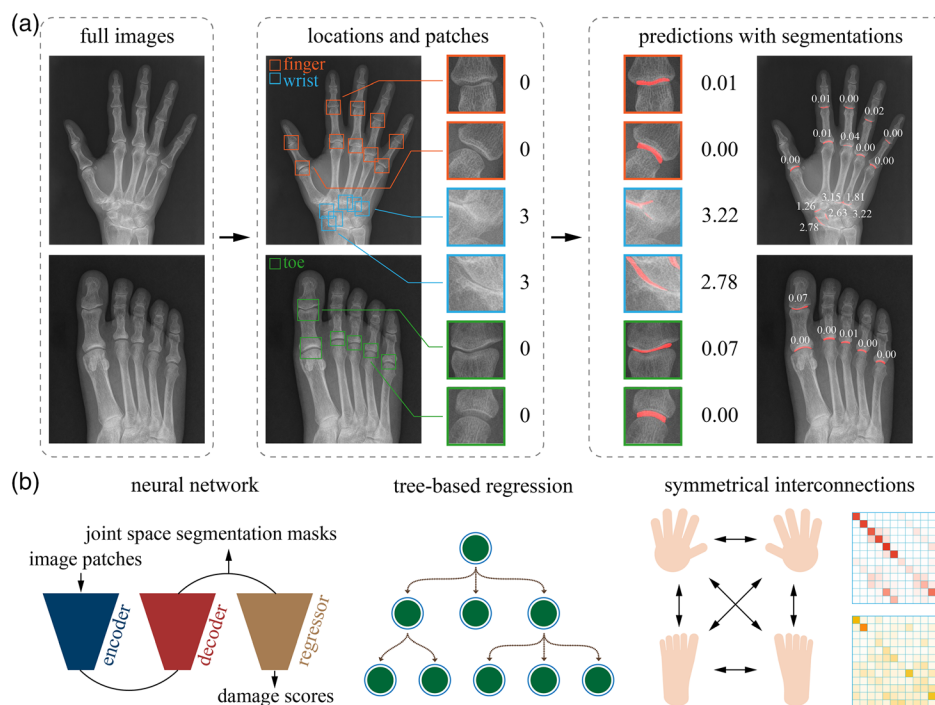 (a)
full images
locations and patches
predictions with segmentations
finger
wrist
0
0
3
3
toe
0
0
0.01
0.00
3.22
2.78
0.07
0.00
0.01 0.00 0.02
0.01 0.04 0.00
0.00 0.00
0.00
3.15 1.81
1.26 2.63 3.22
2.78
0.07
0.00 0.01
0.00 0.00
0.00
(b)
neural network
tree-based regression
symmetrical interconnections
joint space segmentation masks
image patches
encoder
decoder
regressor
damage scores